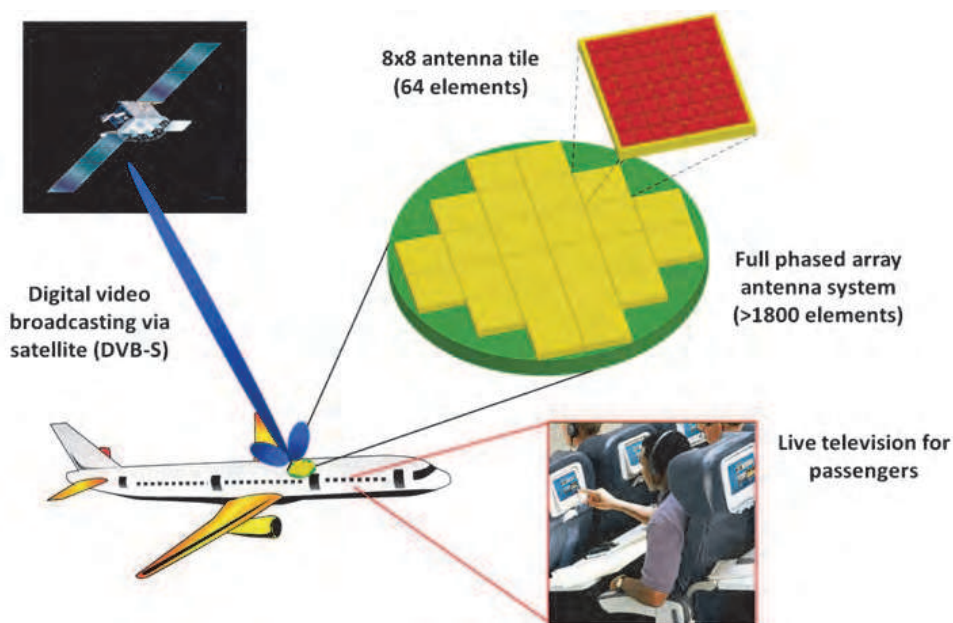 8x8 antenna tile
(64 elements)
Full phased array
antenna system
(>1800 elements)
Digital video
broadcasting via
satellite (DVB-S)
Live television for
passengers